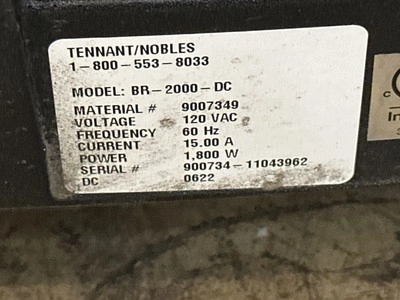 TENNANT/NOBLES
1-800-553-8033
MODEL: BR-2000-DC
MATERIAL # 9007349
VOLTAGE 120 VAC
FREQUENCY 60 Hz
CURRENT 15.00 A
POWER 1,800 W
SERIAL # 900734-11043962
DC 0622